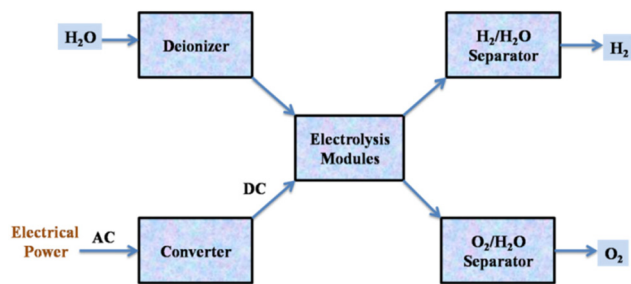 H₂O
Deionizer
H₂/H₂O
Separator
H₂
Electrolysis
Modules
DC
Electrical
Power
AC
Converter
O₂/H₂O
Separator
O₂